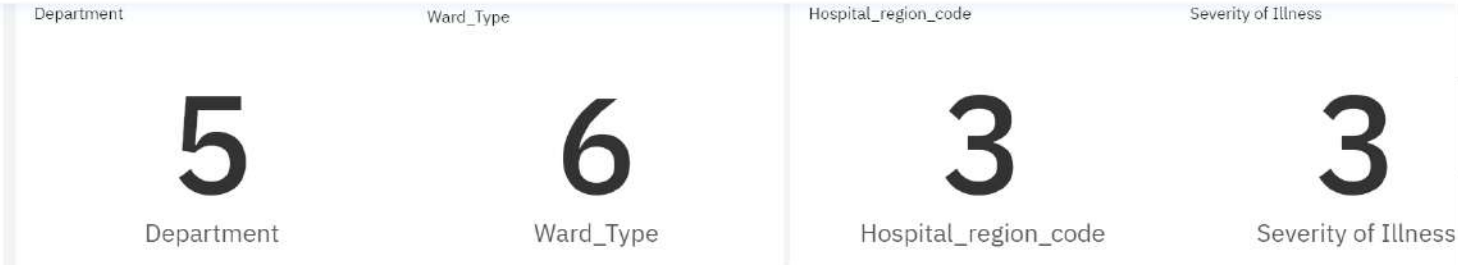 Department
Ward_Type
Hospital_region_code
Severity of Illness
5
6
3
3
Department
Ward_Type
Hospital_region_code
Severity of Illness